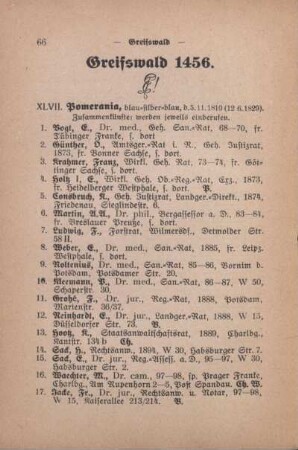 66 — Greifswald —
Greifswald 1456.
XLVII. Pomerania, blau-silber-blau, b. 5. 11. 1810 (12 6. 1829).
Zusammenkünfte: werden jeweils einberufen.
1. Vogt, E., Dr. med., Geh. San.-Rat, 68—70, fr.
Tübinger Franke, s. dort
2. Günther, O., Amtsger.-Rat i. R., Geh. Justizrat,
1873, fr. Bonner Sachse, s. dort.
3. Krahmer, Franz, Wirkl. Geh. Rat, 73—74, fr. Göt-
tinger Sachse, s. dort.
4. Holtz I, E., Wirkl. Geh. Ob.-Reg.-Rat, Exz., 1873,
fr. Heidelberger Westphale, s. dort. P.
5. Consbruch, N., Geh. Justizrat, Landger.-Direkt., 1874,
Friedenau, Sieglindestr. 6.
6. Martin, A.A., Dr. phil., Bergassessor a. D., 83—84,
fr. Breslauer Preuße, s. dort.
7. Ludwig, F., Forstrat, Wilmersdf., Detmolder Str.
58 II.
8. Weber, E., Dr. med., San.-Rat, 1885, fr. Leipz.
Westphale, s. dort.
9. Noltenius, Dr. med., San.-Rat, 85—86, Bornim b.
Potsdam, Potsdamer Str. 20.
10. Mermann, P., Dr. med., San.-Rat, 86—87, W 50,
Schaperstr. 30.
11. Grohé, F., Dr. jur., Reg.-Rat, 1888, Potsdam,
Marienstr. 36/37.
12. Reinhardt, E., Dr. jur., Landger.-Rat, 1888, W 15,
Düsseldorfer Str. 73. P.
13. Hoyt, N., Staatsanwaltschaftsrat, 1889, Charlbg.,
Kantstr. 134 b Ch.
14. Sack, H., Rechtsanw., 1894, W 30, Habsburger Str. 7.
15. Sack, E., Dr. jur., Reg.-Assess. a. D., 95—97, W 30,
Habsburger Str. 7.
16. Waechter, M., Dr. cam., 97—98, fr. Prager Franke,
Charlbg., Am Rupenhorn 2—5, Post Spandau. Ch. W.
17. Jacke, Fr., Dr. jur., Rechtsanw. u. Notar, 97—98,
W 15, Kaiserallee 213/214. P.